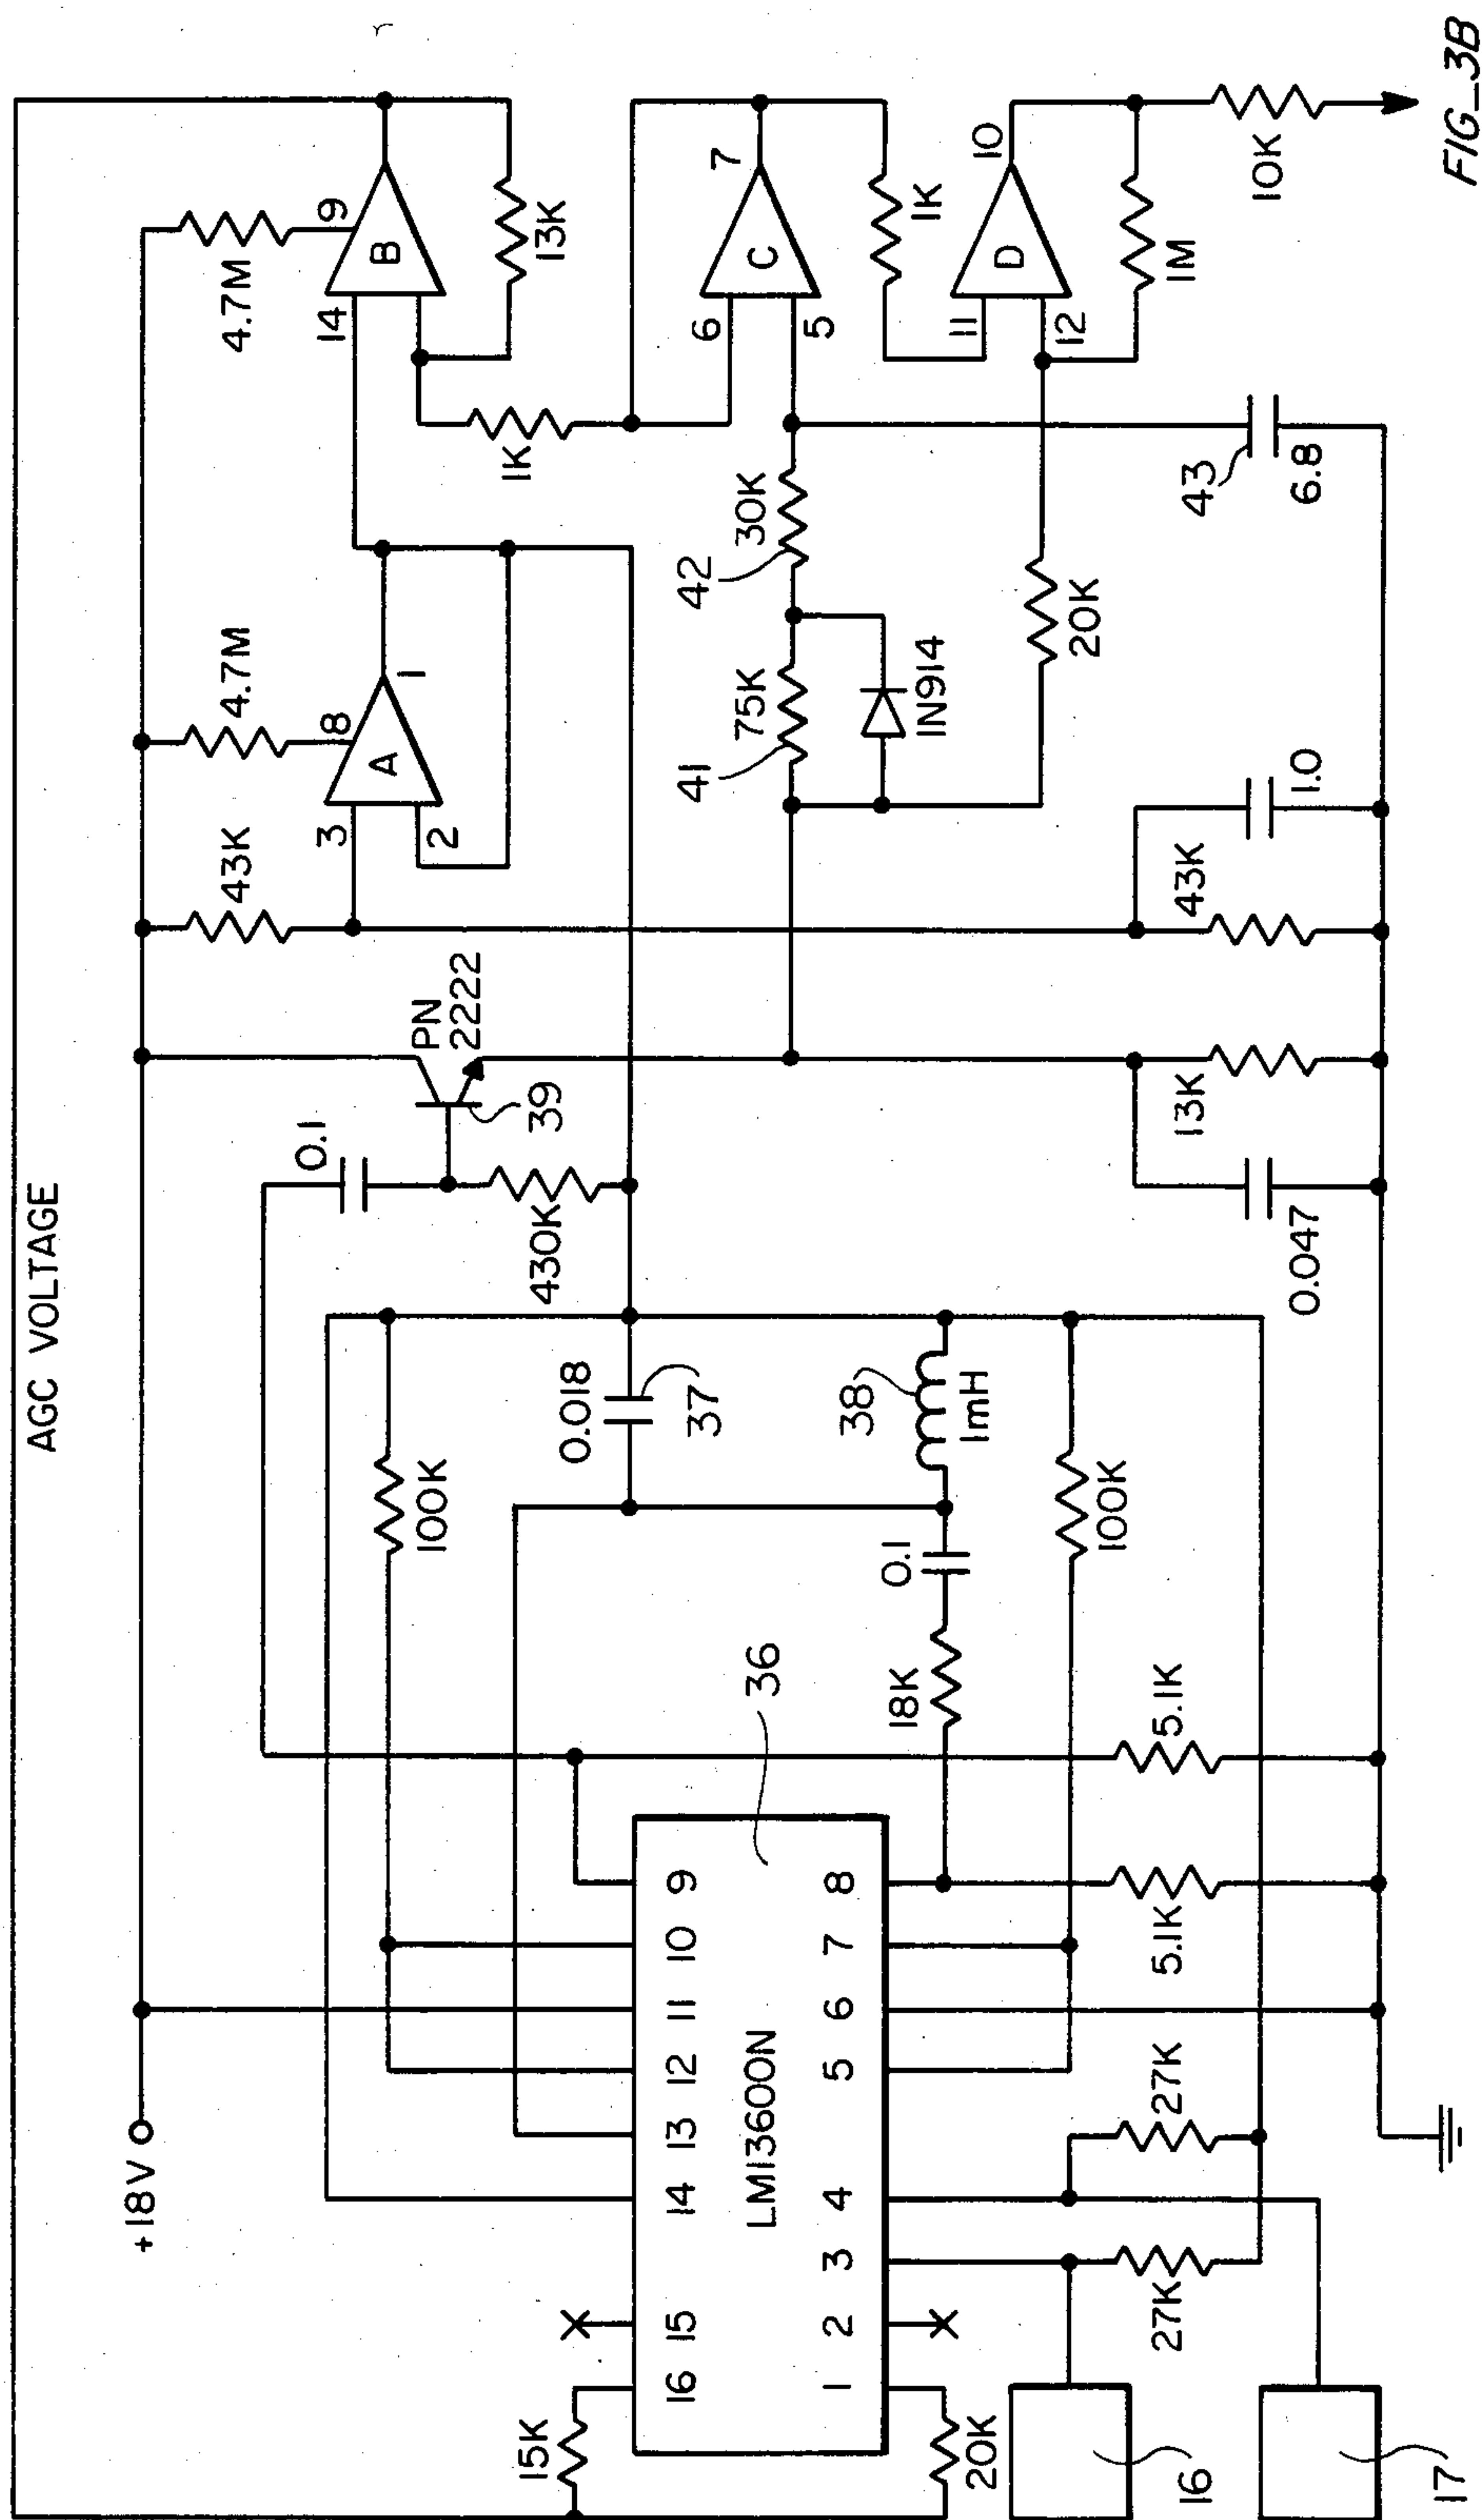 AGC VOLTAGE
+18V
4.7M
9
B
14
13K
1K
43K
4.7M
8
A
3
2
1
PN
2222
39
0.1
430K
7
C
6
5
1K
10
D
11
12
1M
10K
41
75K
42
30K
1N914
20K
43
6.8
43K
1.0
13K
0.047
100K
0.018
37
38
1mH
0.1
18K
100K
36
5.1K
5.1K
LM13600N
16 15 14 13 12 11 10 9
1 2 3 4 5 6 7 8
15K
20K
27K
27K
16
17
FIG_3B